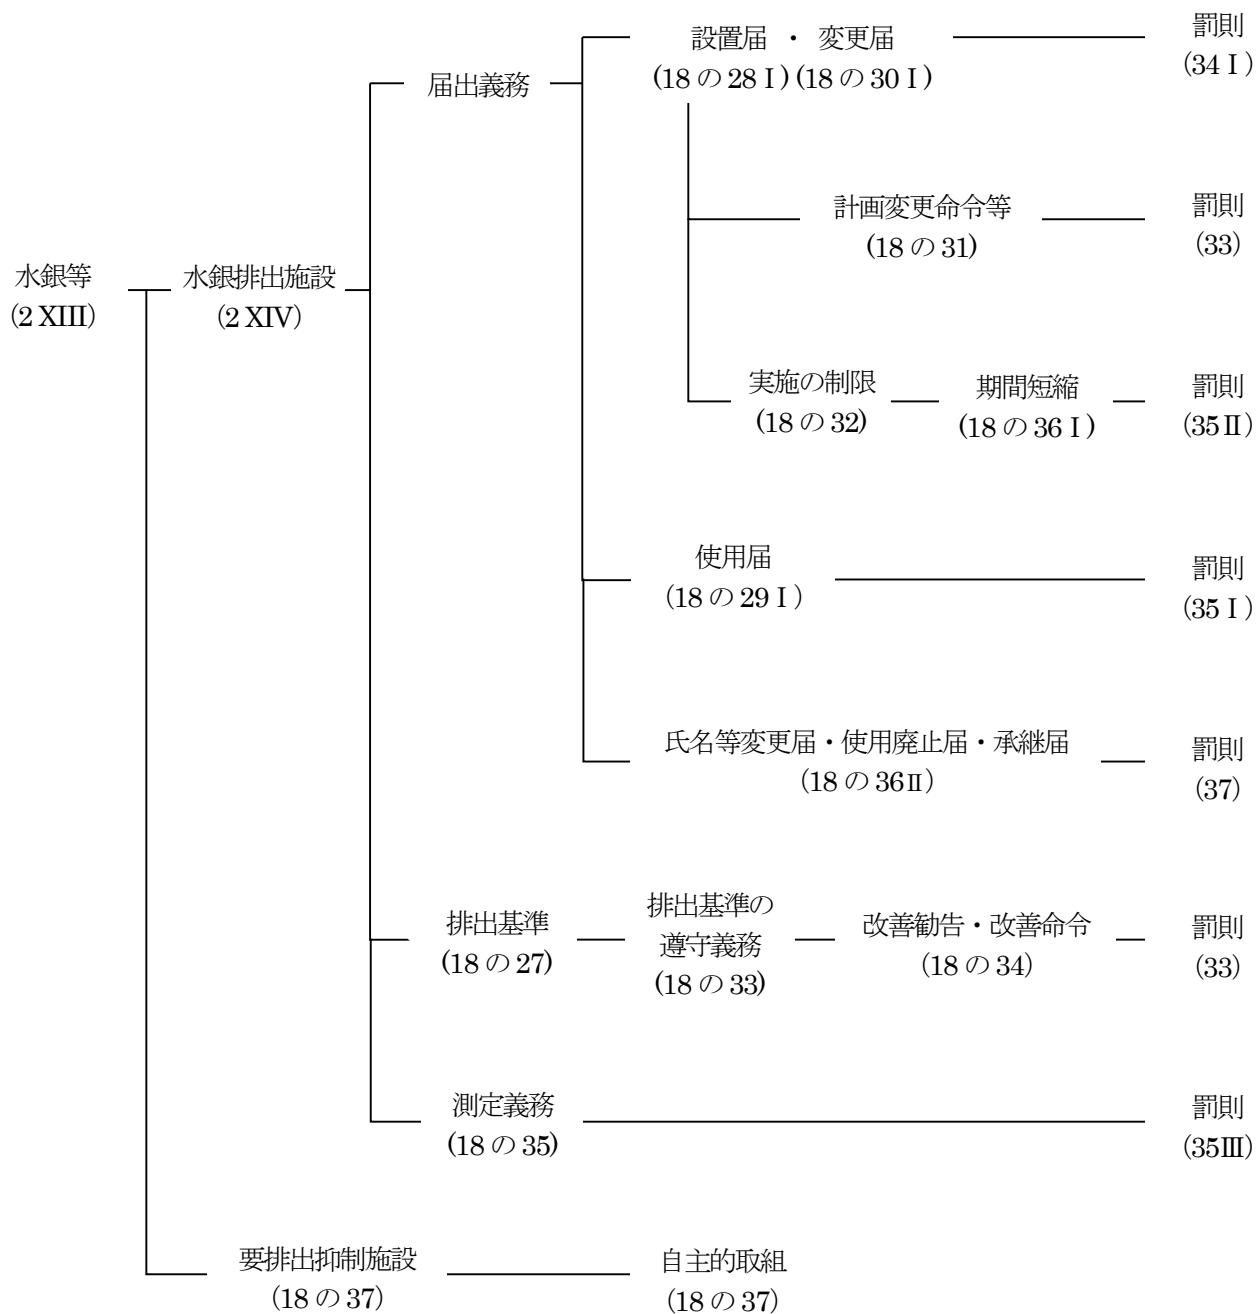 設置届 ・ 変更届
(18の28Ⅰ)(18の30Ⅰ)
罰則
(34Ⅰ)
届出義務
計画変更命令等
(18の31)
罰則
(33)
水銀等
(2 XIII)
水銀排出施設
(2 XIV)
実施の制限
(18の32)
期間短縮
(18の36Ⅰ)
罰則
(35Ⅱ)
使用届
(18の29Ⅰ)
罰則
(35Ⅰ)
氏名等変更届・使用廃止届・承継届
(18の36Ⅱ)
罰則
(37)
排出基準
(18の27)
排出基準の
遵守義務
(18の33)
改善勧告・改善命令
(18の34)
罰則
(33)
測定義務
(18の35)
罰則
(35Ⅲ)
要排出抑制施設
(18の37)
自主的取組
(18の37)